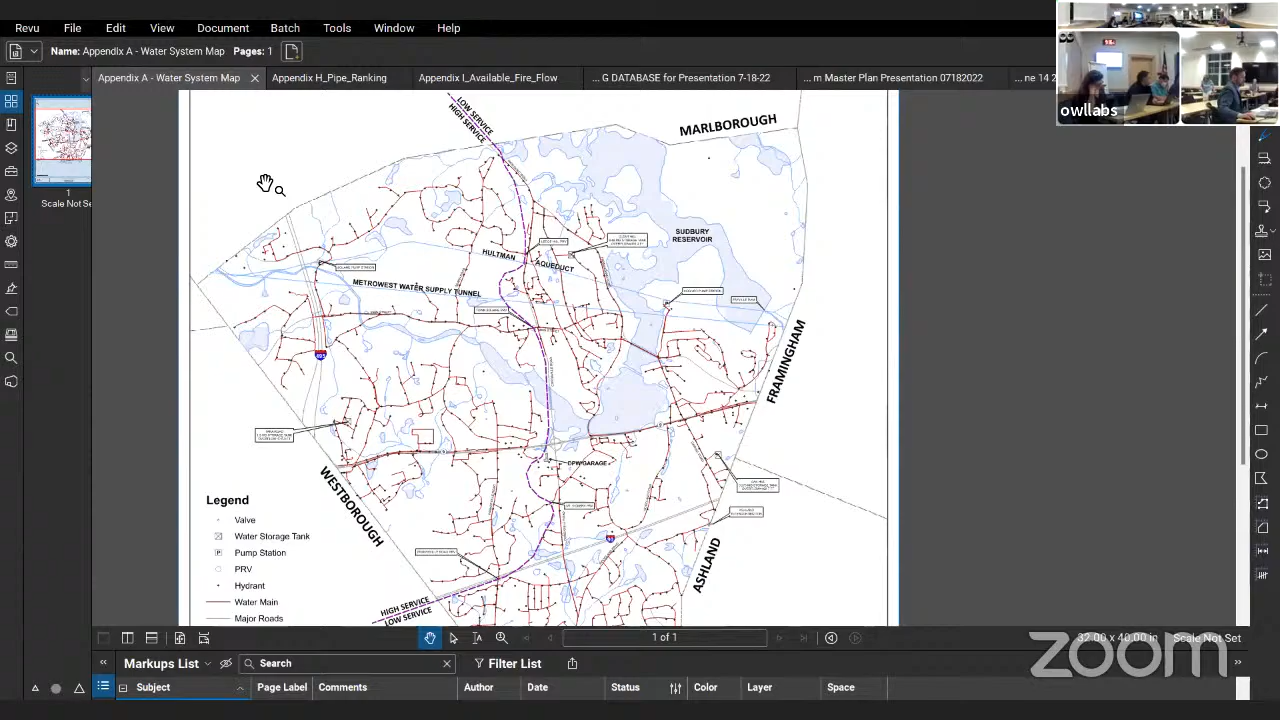 Revu File Edit View Document Batch Tools Window Help
Name: Appendix A - Water System Map Pages: 1
Appendix A - Water System Map
Appendix H_Pipe_Ranking
Appendix I_Available_Fire_Flow
... G DATABASE for Presentation 7-18-22
... m Master Plan Presentation 07182022
... ne 14 2
owllabs
1
Scale Not Se
LOW SERVICE
HIGH SERVICE
MARLBOROUGH
SUDBURY
RESERVOIR
HULTMAN
AQUEDUCT
METROWEST WATER SUPPLY TUNNEL
495
FRAMINGHAM
9
DPW GARAGE
WESTBOROUGH
ASHLAND
HIGH SERVICE
LOW SERVICE
Legend
Valve
Water Storage Tank
P Pump Station
PRV
Hydrant
Water Main
Major Roads
1 of 1
32.00 x 40.00 in
Scale Not Set
zoom
Markups List
Search
Filter List
Subject
Page Label
Comments
Author
Date
Status
Color
Layer
Space